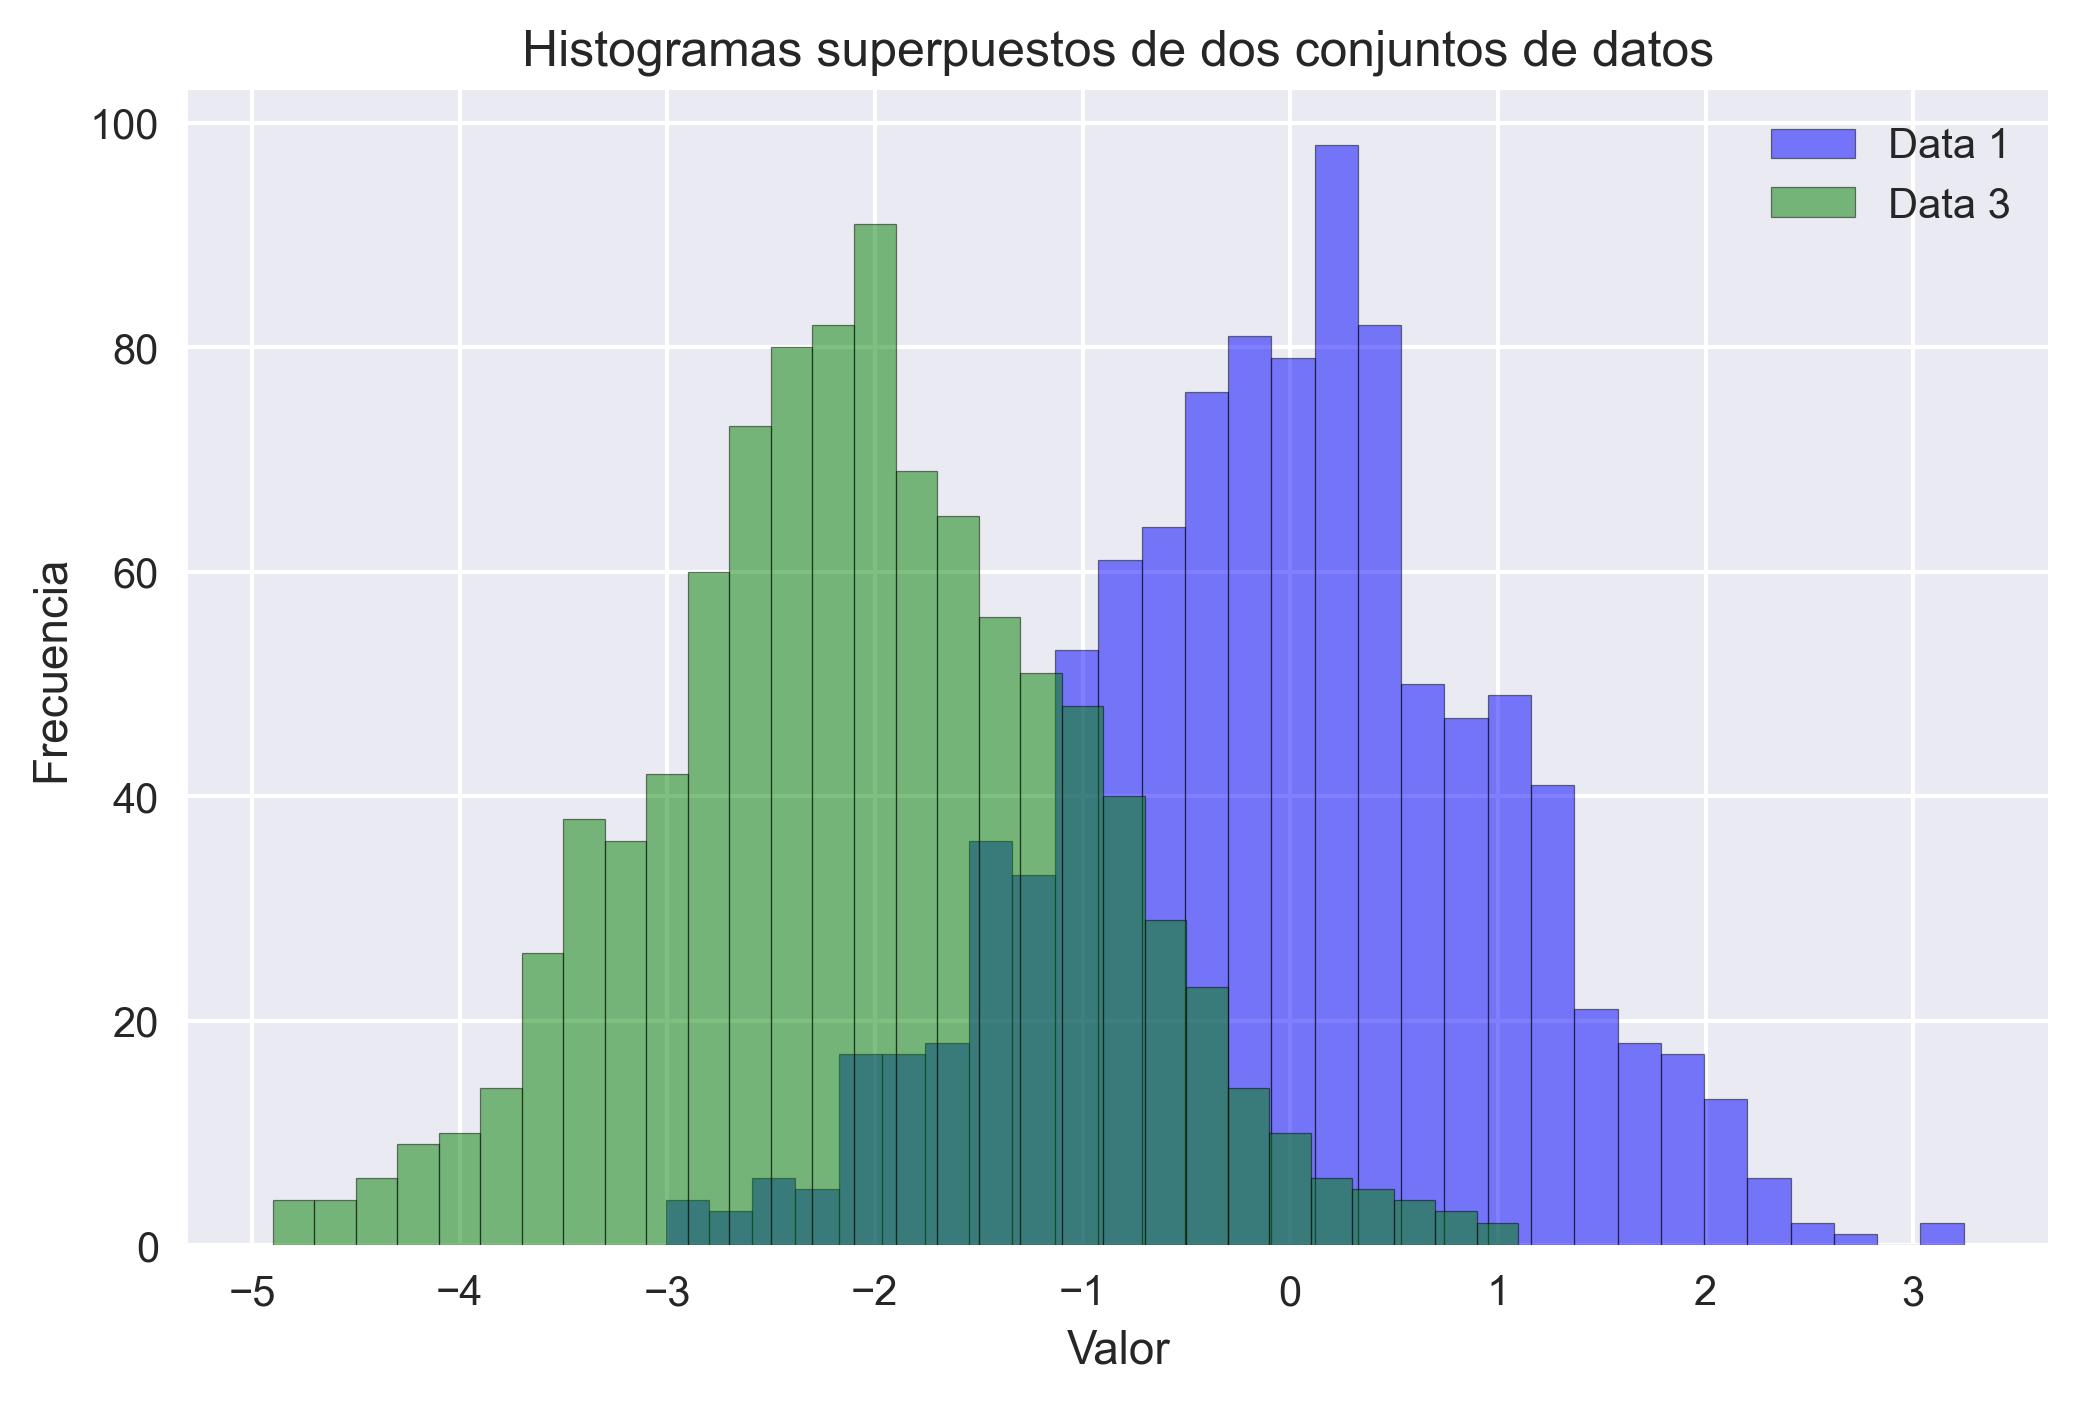 Histogramas superpuestos de dos conjuntos de datos
Data 1
Data 3
Frecuencia
100
80
60
40
20
0
−5 −4 −3 −2 −1 0 1 2 3
Valor